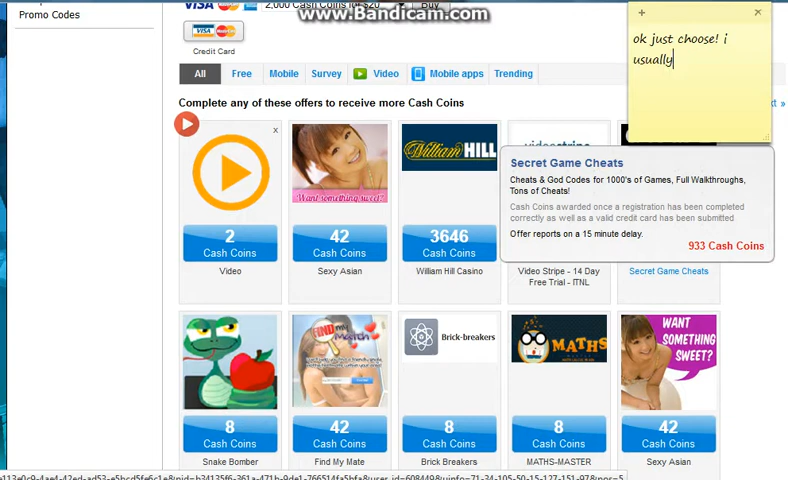 Promo Codes
VISA
2,000 Cash Coins for $20
Buy
www.Bandicam.com
VISA
Credit Card
All
Free
Mobile
Survey
Video
Mobile apps
Trending
ok just choose! i
usually
Complete any of these offers to receive more Cash Coins
»
x
"Want something sweet"
William HILL
Secret Game Cheats
Cheats & God Codes for 1000's of Games, Full Walkthroughs,
Tons of Cheats!
Cash Coins awarded once a registration has been completed
correctly as well as a valid credit card has been submitted
Offer reports on a 15 minute delay.
933 Cash Coins
2
Cash Coins
Video
42
Cash Coins
Sexy Asian
3646
Cash Coins
William Hill Casino
Video Stripe - 14 Day
Free Trial - ITNL
Secret Game Cheats
FIND my
Match
Brick-breakers
MATHS
WANT
SOMETHING
SWEET?
8
Cash Coins
Snake Bomber
42
Cash Coins
Find My Mate
8
Cash Coins
Brick Breakers
8
Cash Coins
MATHS-MASTER
42
Cash Coins
Sexy Asian